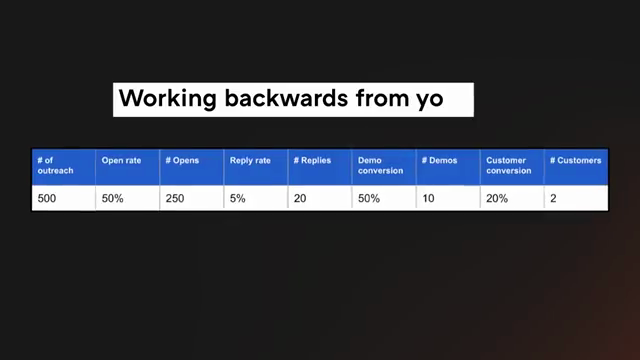 Working backwards from yo
# of outreach | Open rate | # Opens | Reply rate | # Replies | Demo conversion | # Demos | Customer conversion | # Customers
500 | 50% | 250 | 5% | 20 | 50% | 10 | 20% | 2